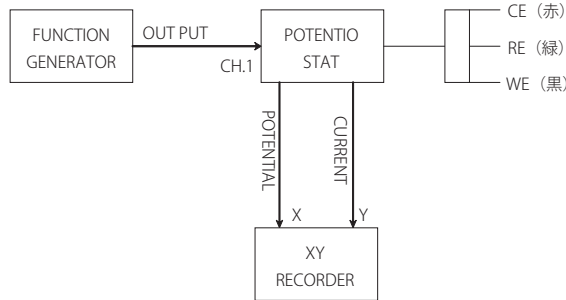 FUNCTION
GENERATOR
OUT PUT
CH.1
POTENTIO
STAT
CE（赤）
RE（緑）
WE（黒）
POTENTIAL
CURRENT
X
Y
XY
RECORDER